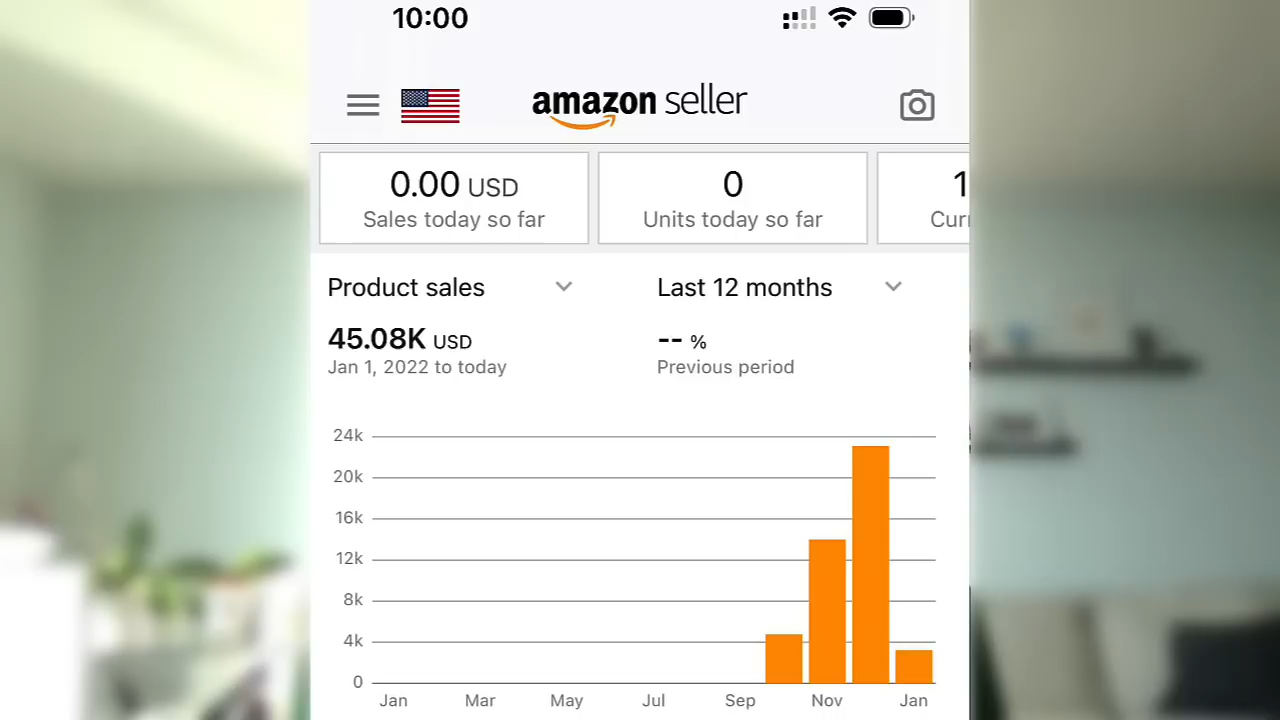 10:00
amazon seller
0.00 USD
Sales today so far
0
Units today so far
1
Curr
Product sales
Last 12 months
45.08K USD
-- %
Jan 1, 2022 to today
Previous period
24k
20k
16k
12k
8k
4k
0
Jan Mar May Jul Sep Nov Jan